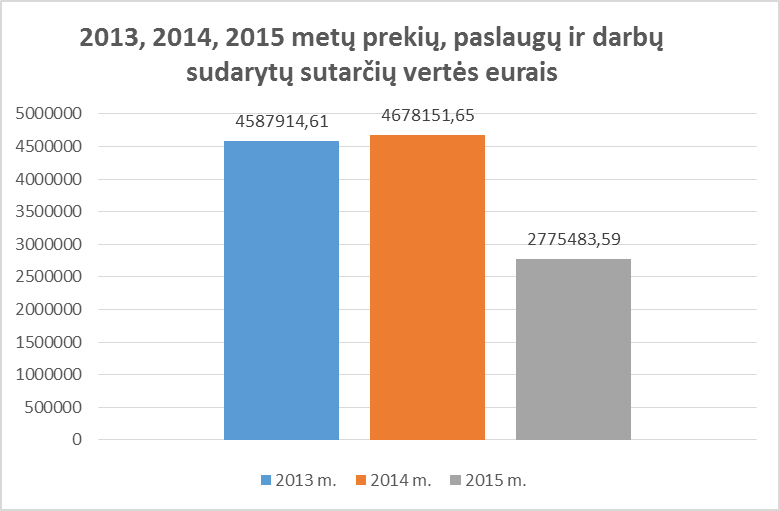 2013, 2014, 2015 metų prekių, paslaugų ir darbų
sudarytų sutarčių vertės eurais
5000000
4500000
4000000
3500000
3000000
2500000
2000000
1500000
1000000
500000
0
4587914,61
4678151,65
2775483,59
2013 m.
2014 m.
2015 m.